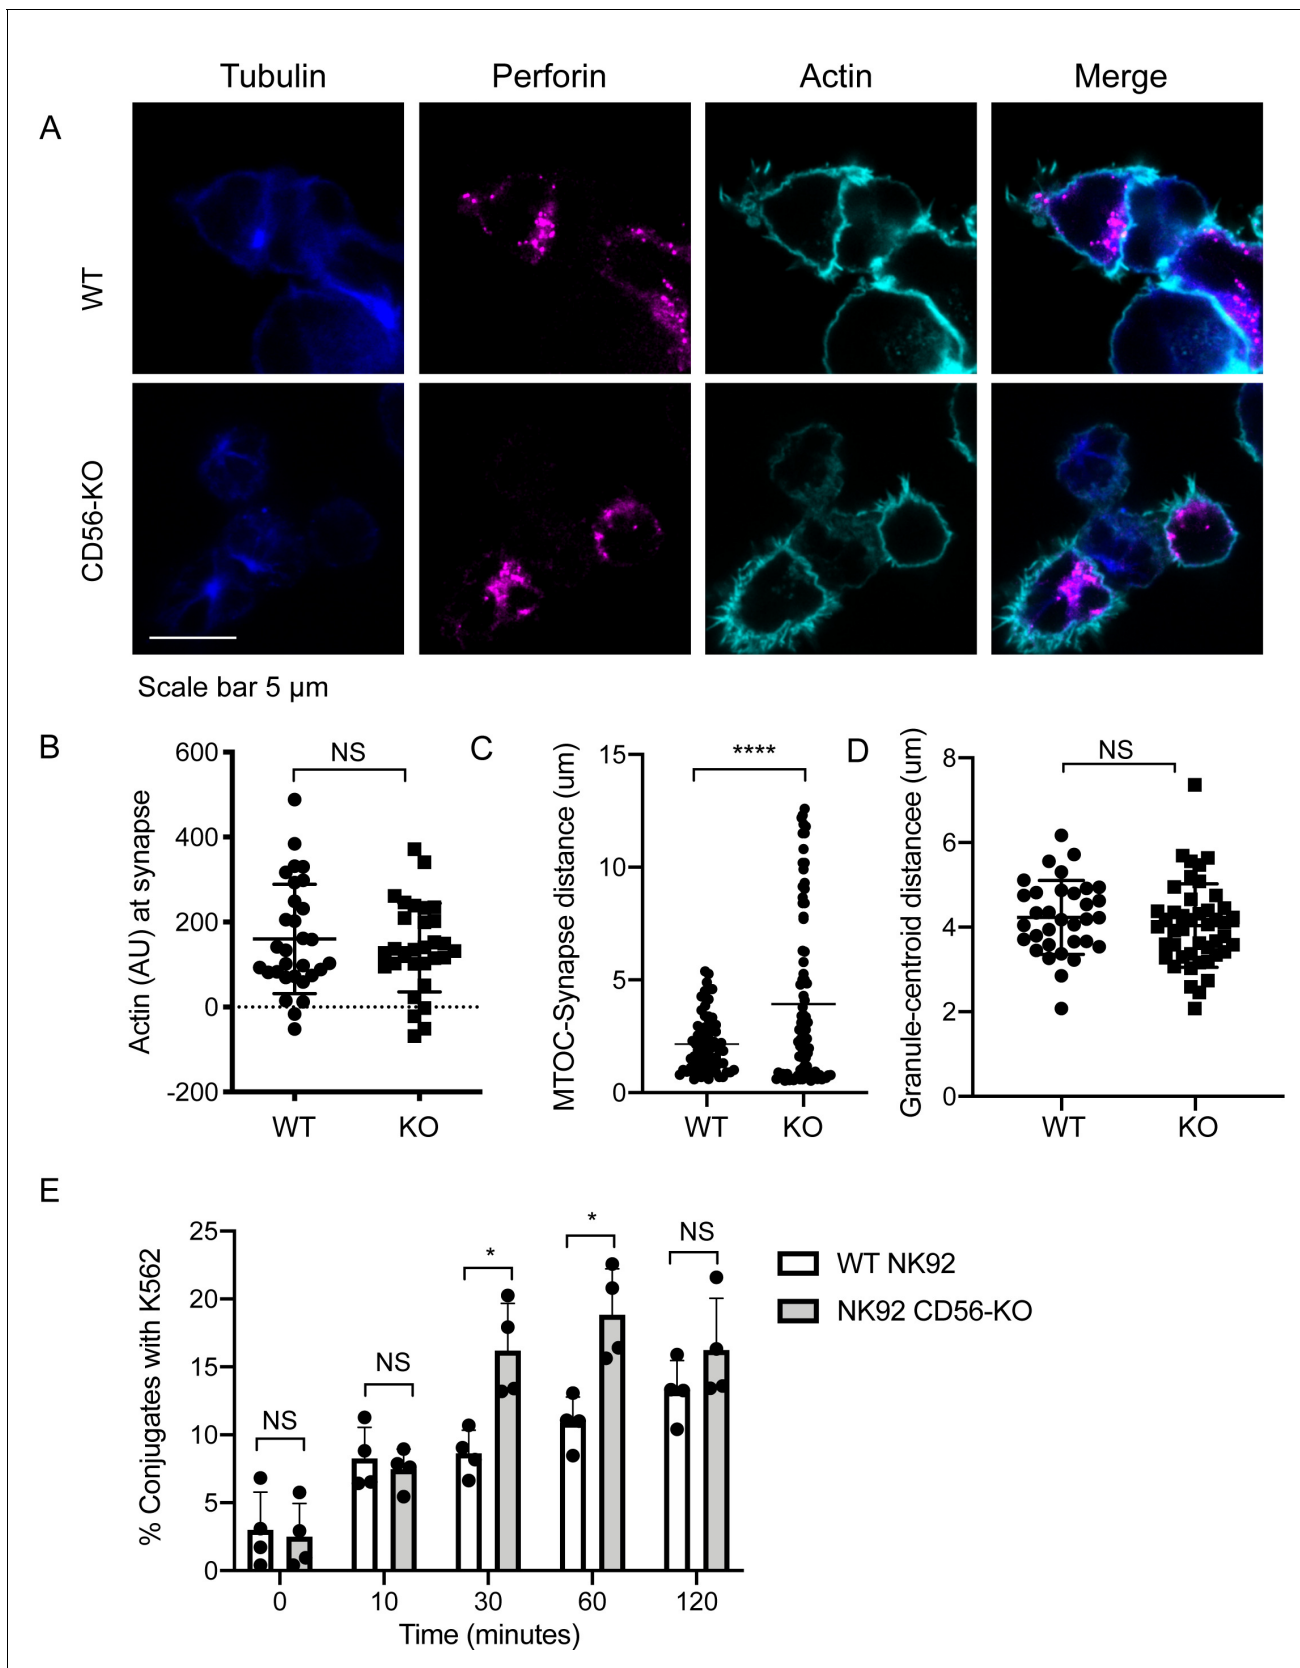 Tubulin Perforin Actin Merge
A
WT
CD56-KO
Scale bar 5 μm
B
Actin (AU) at synapse
600
400
200
0
-200
NS
WT KO
C
MTOC-Synapse distance (um)
15
10
5
0
****
WT KO
D
Granule-centroid distancee (um)
8
6
4
2
0
NS
WT KO
E
% Conjugates with K562
25
20
15
10
5
0
NS
NS
*
*
NS
0 10 30 60 120
Time (minutes)
WT NK92
NK92 CD56-KO